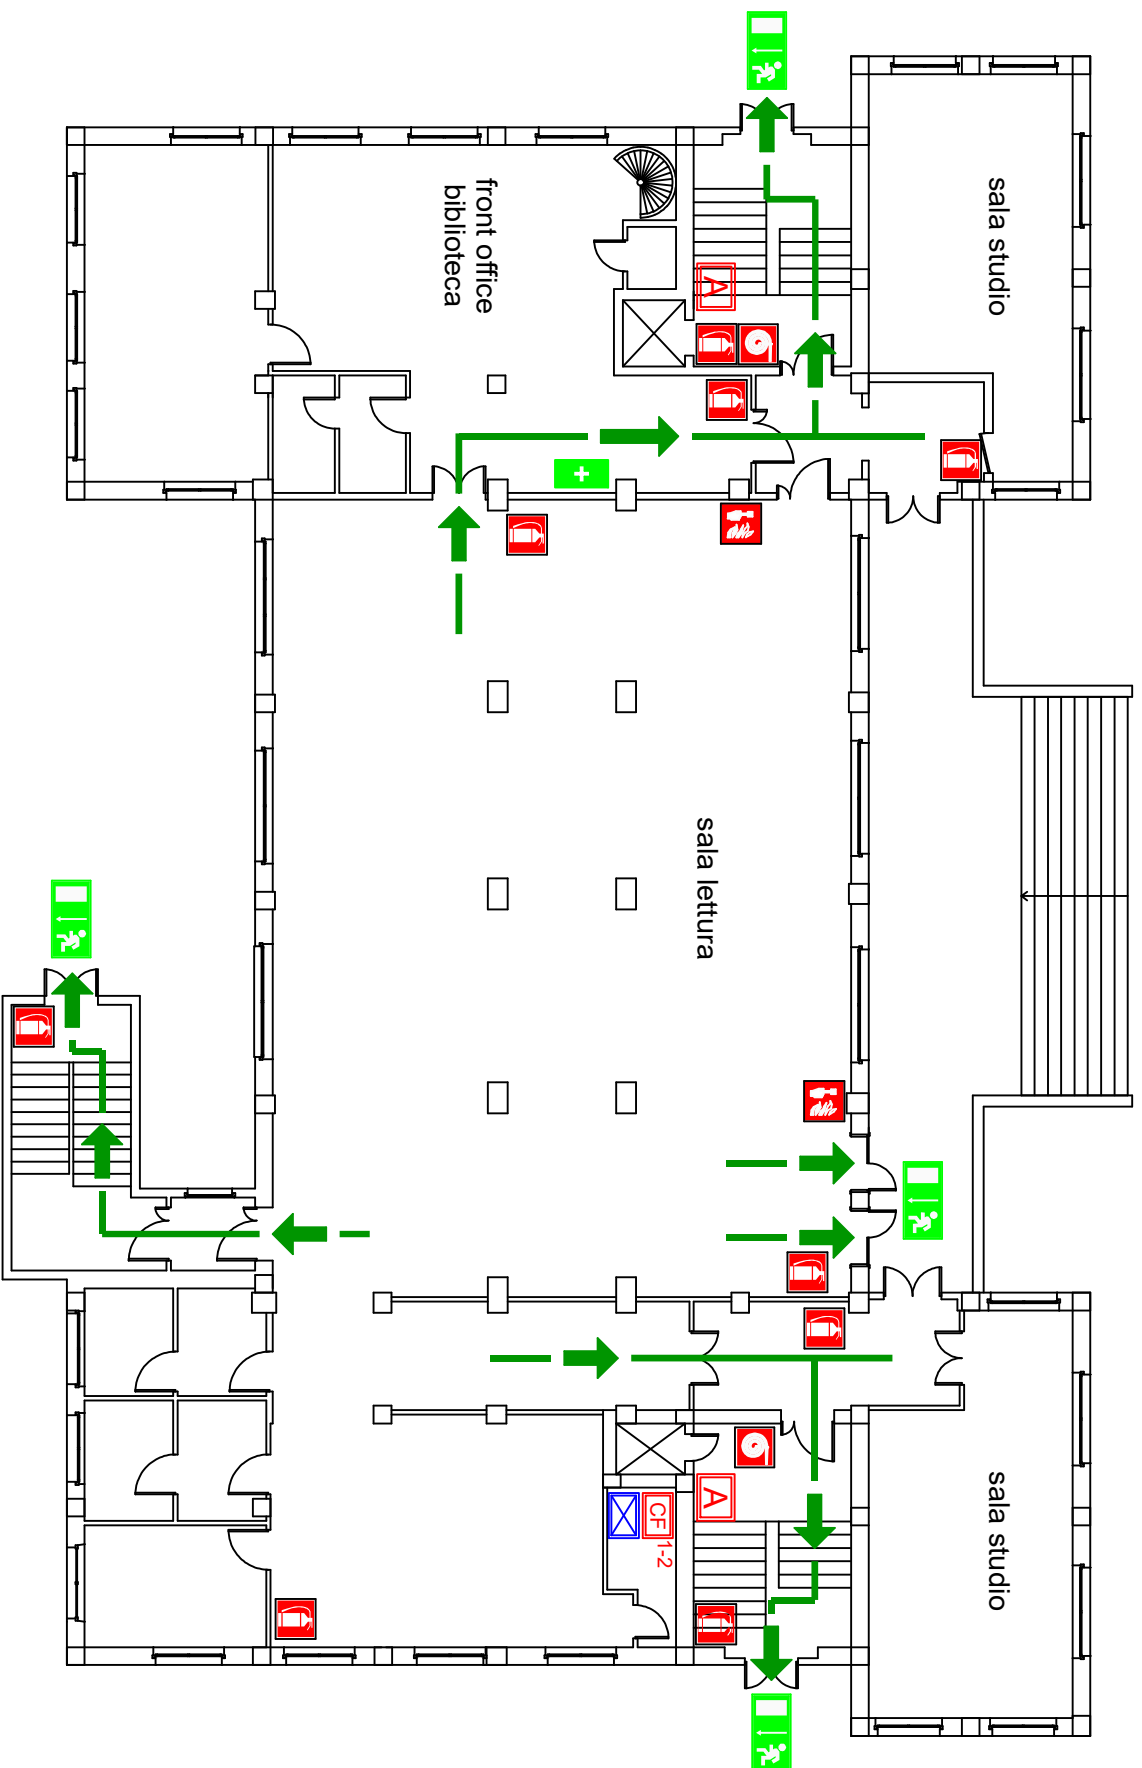 sala studio
front office
biblioteca
A
+
sala lettura
A
CF
1-2
sala studio